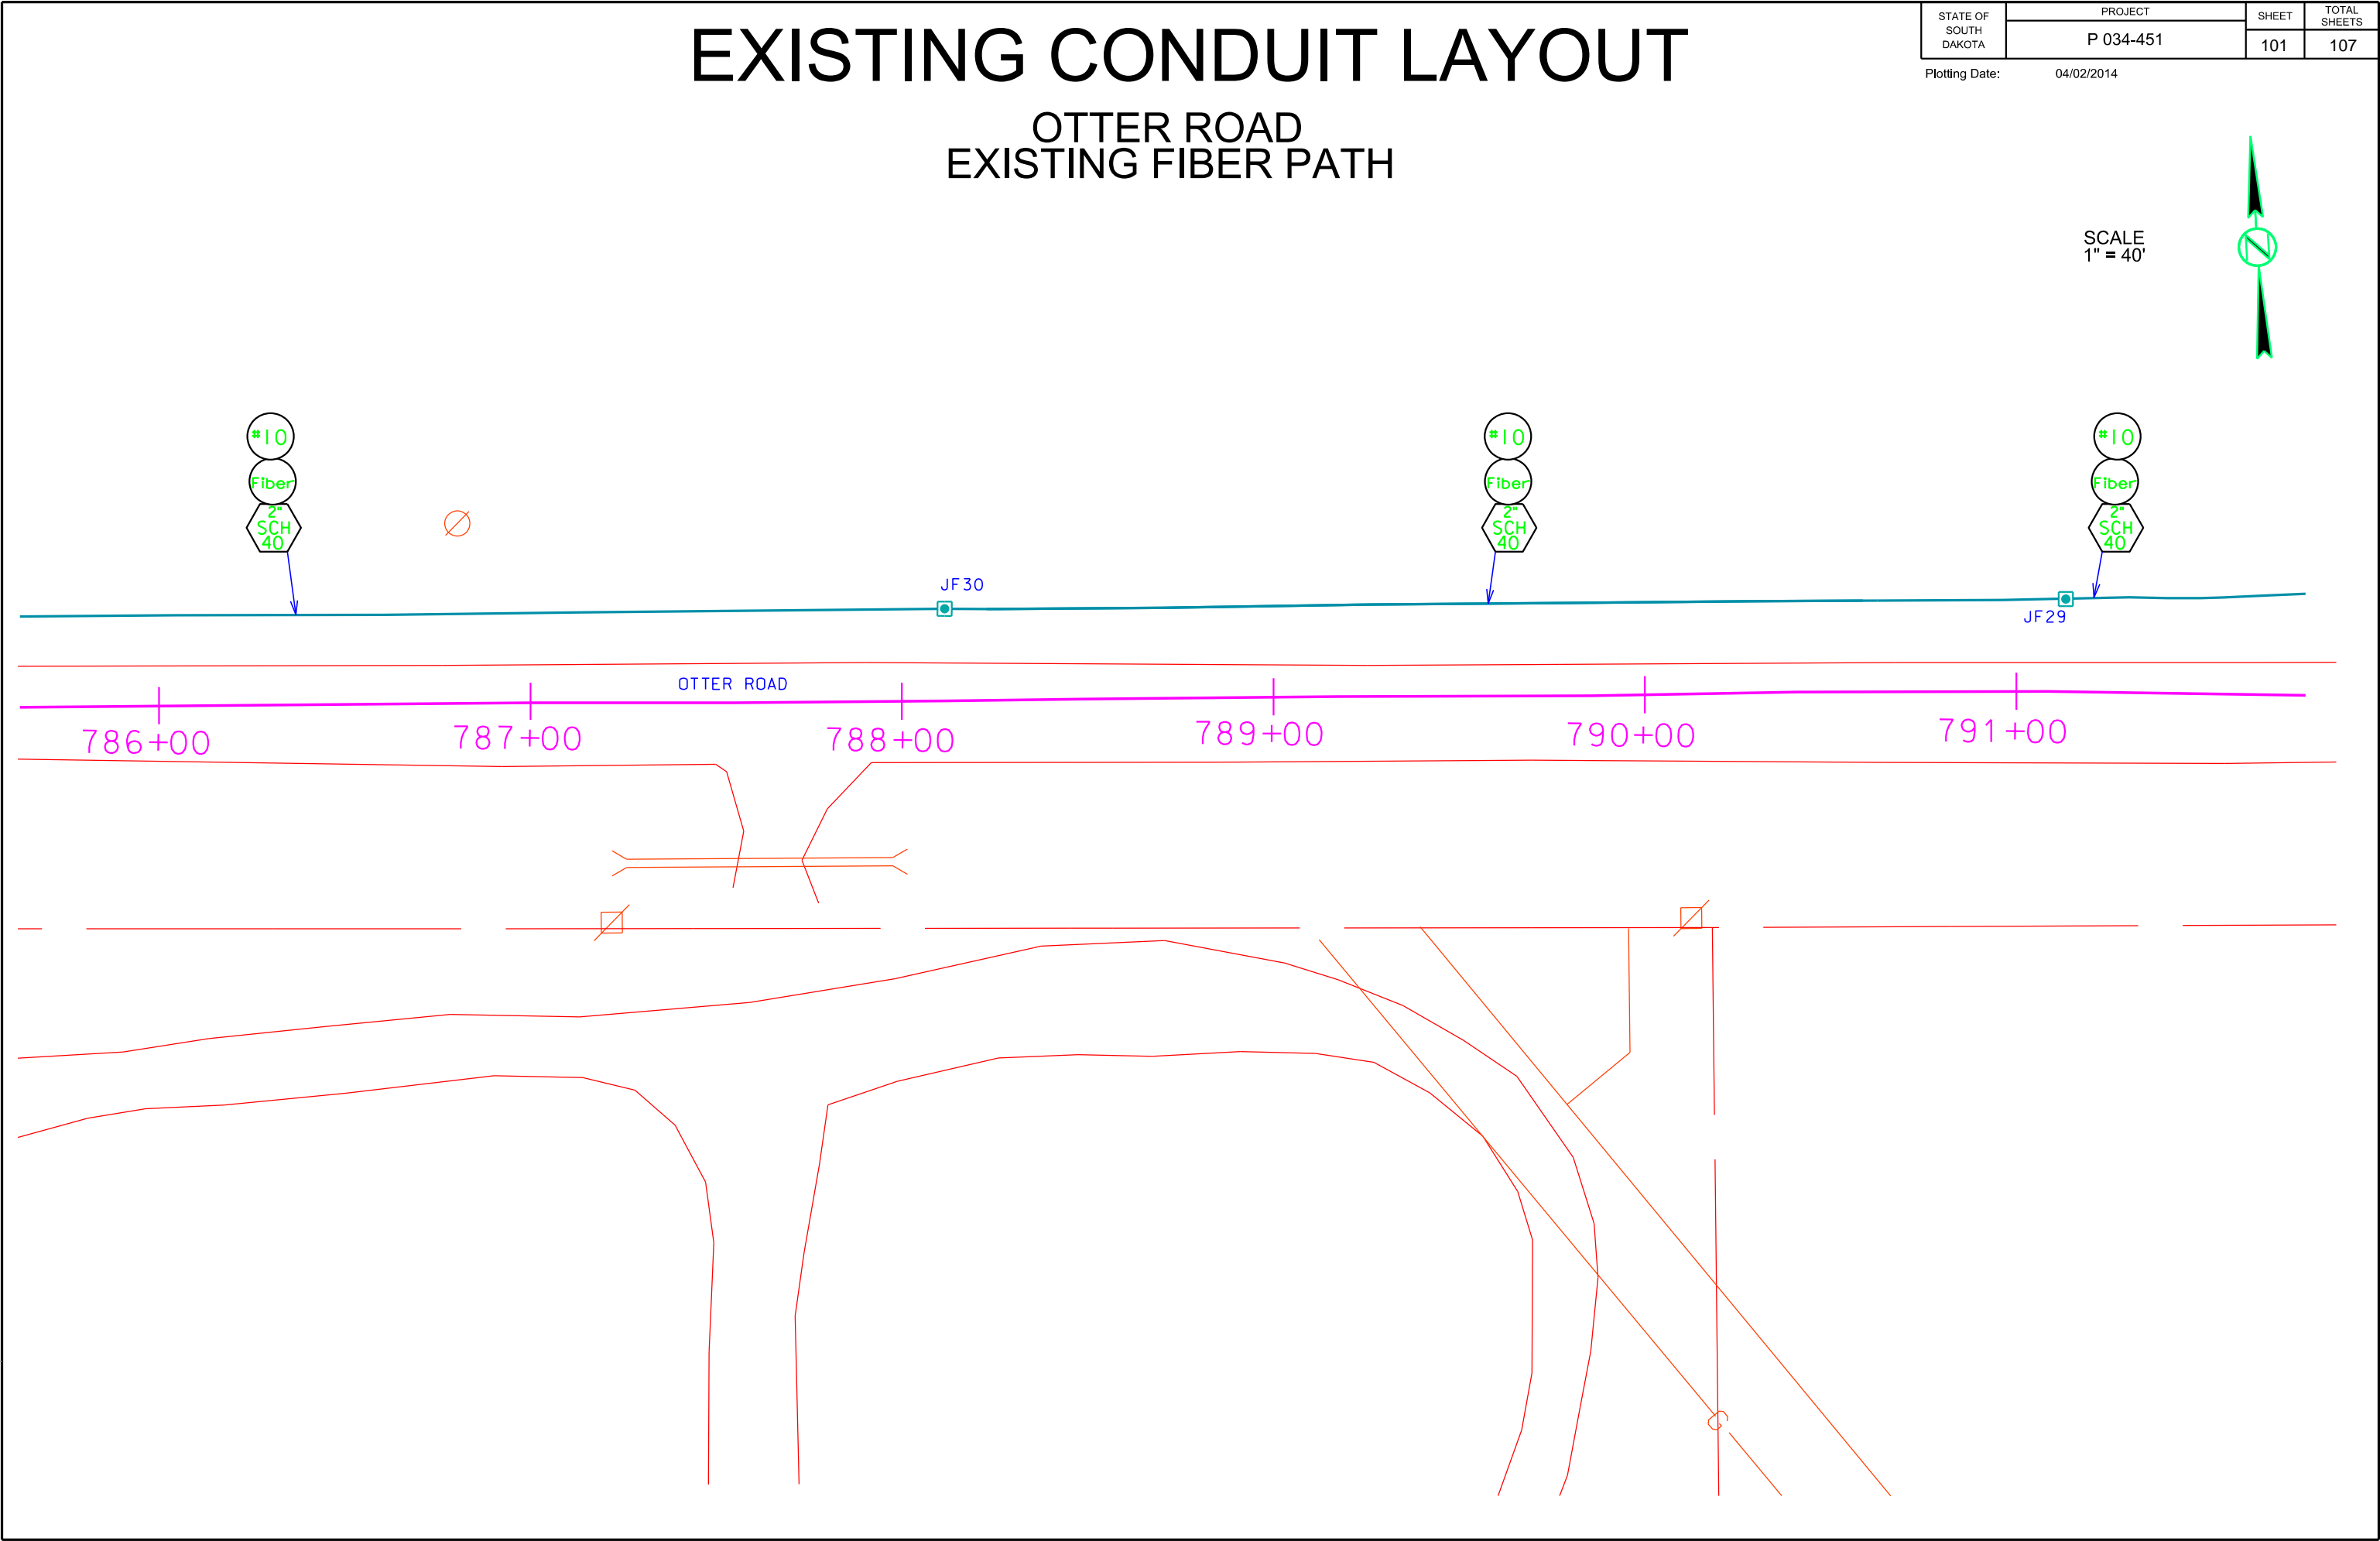 EXISTING CONDUIT LAYOUT
OTTER ROAD
EXISTING FIBER PATH
STATE OF
SOUTH
DAKOTA
PROJECT
P 034-451
SHEET
101
TOTAL
SHEETS
107
Plotting Date: 04/02/2014
SCALE
1" = 40'
N
#10
Fiber
2"
SCH
40
#10
Fiber
2"
SCH
40
#10
Fiber
2"
SCH
40
JF30
JF29
OTTER ROAD
786+00
787+00
788+00
789+00
790+00
791+00